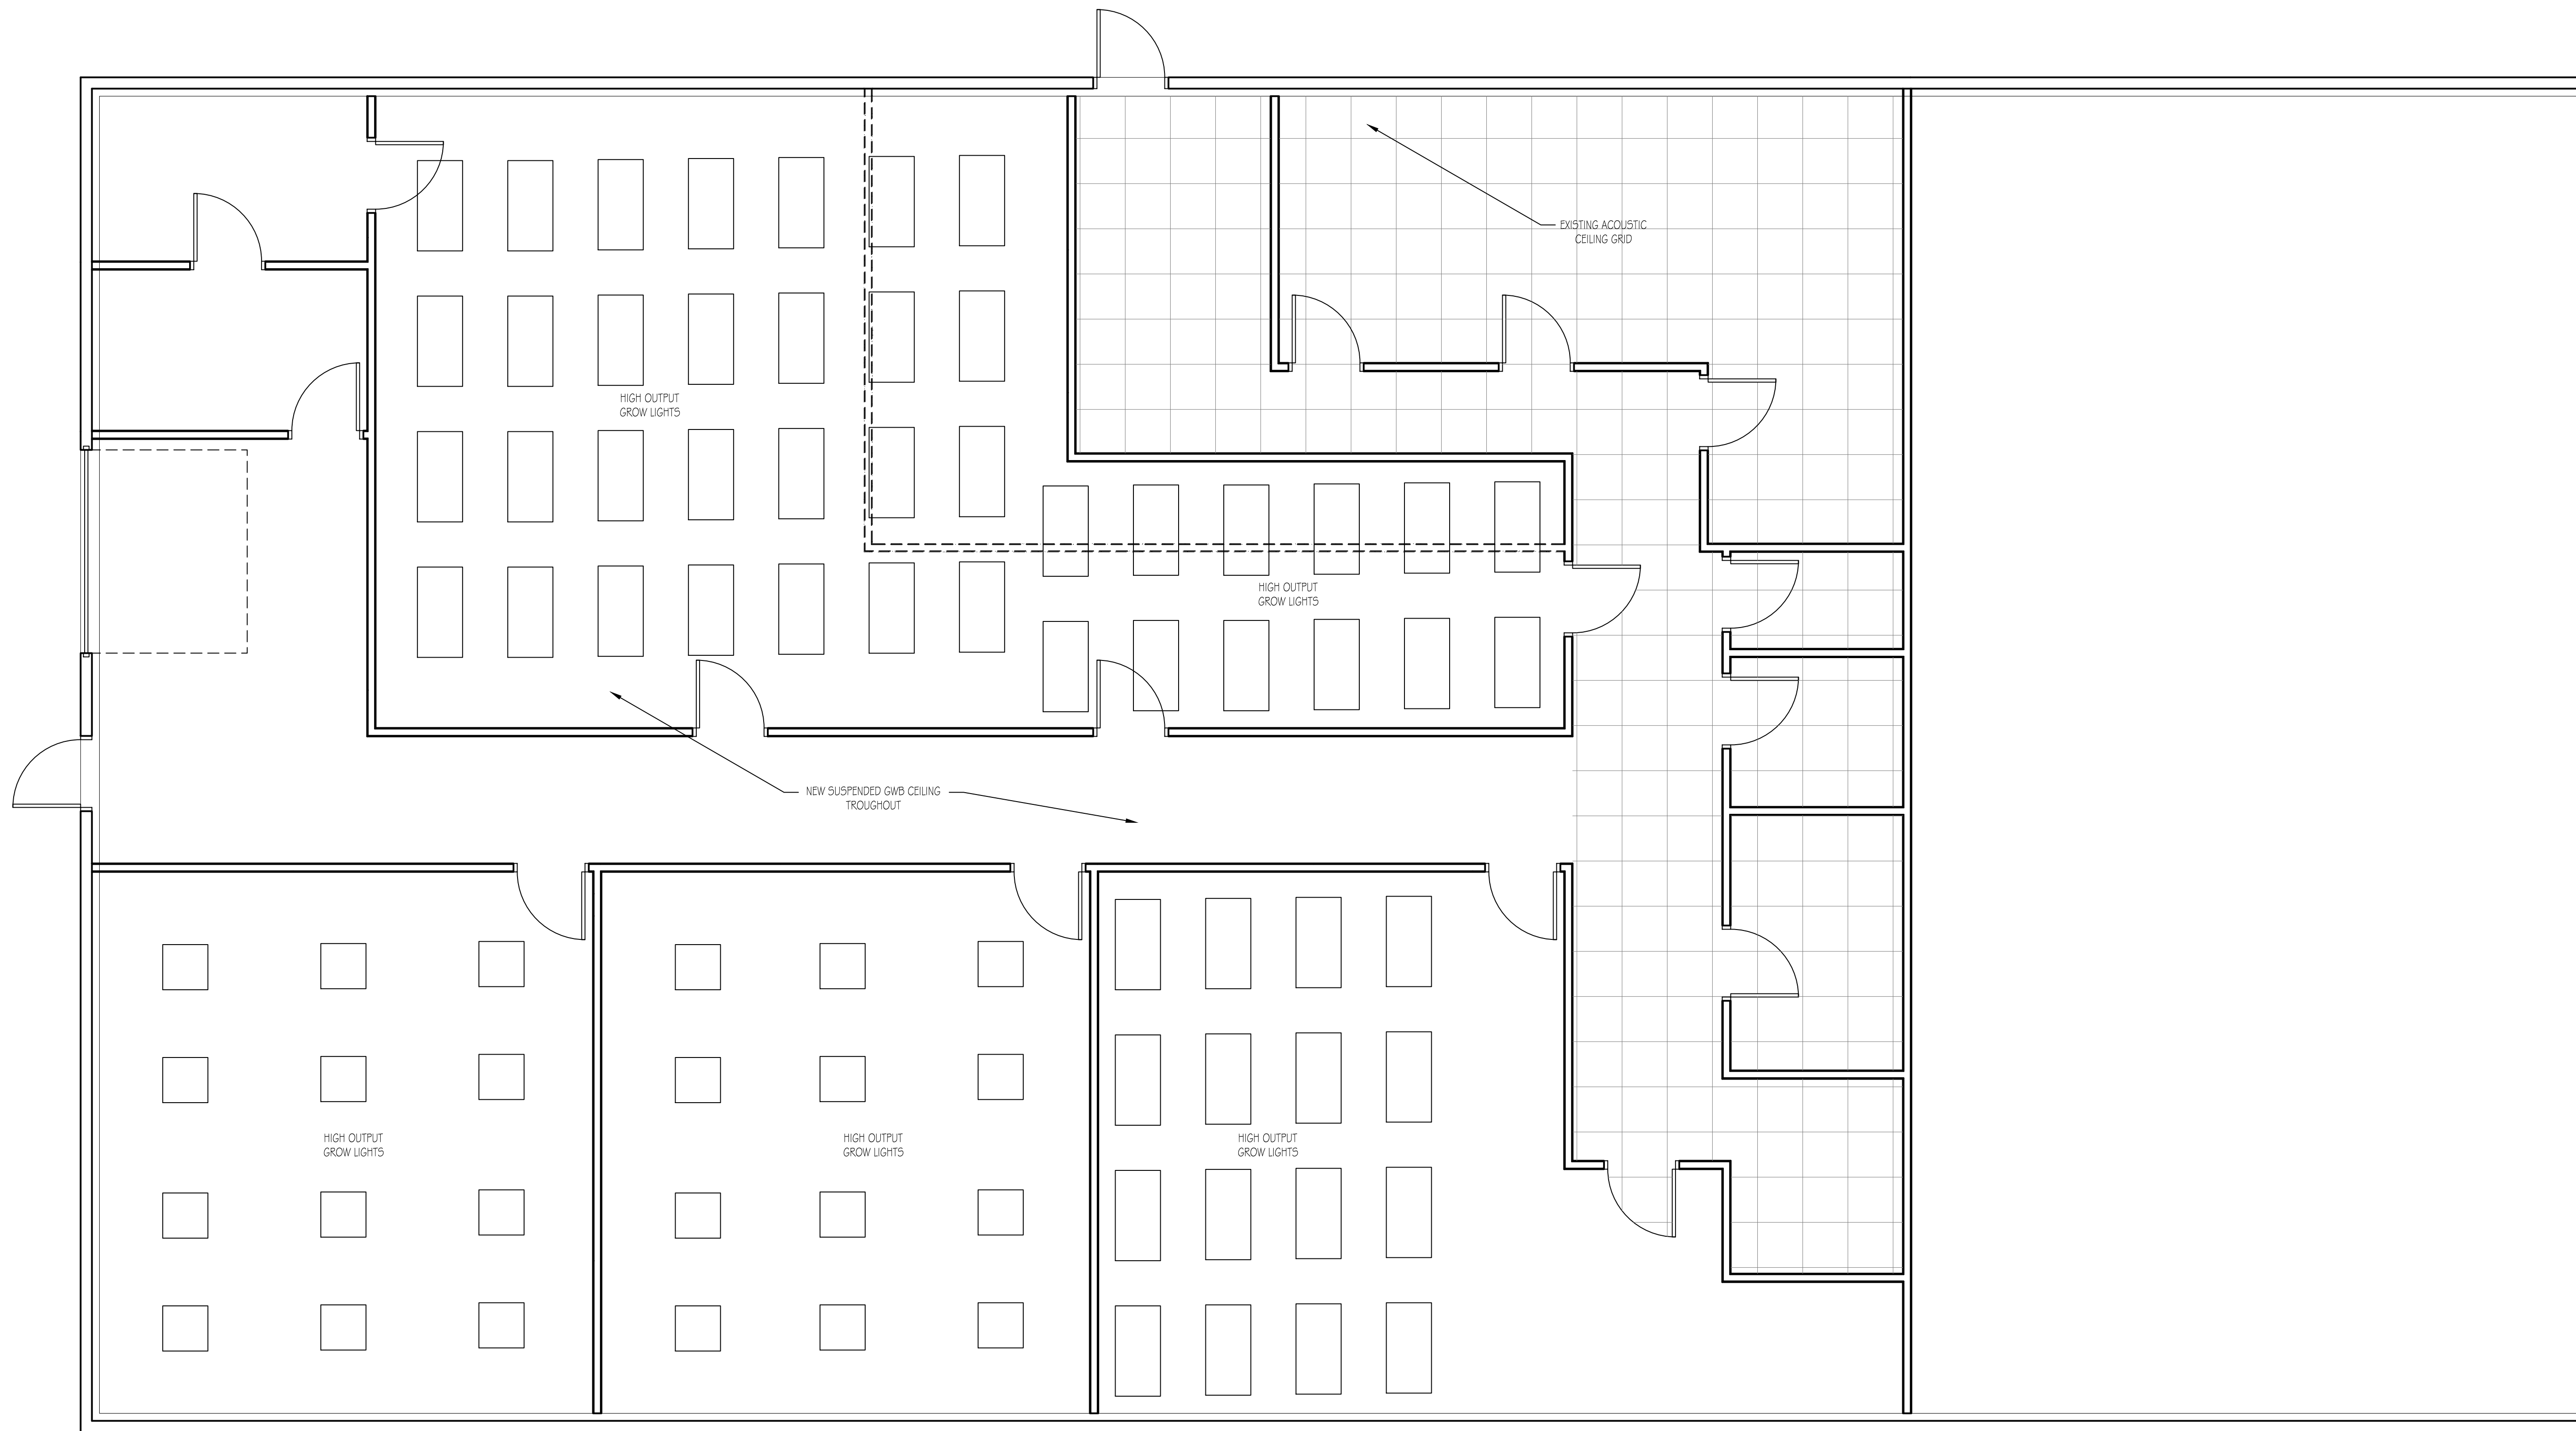 EXISTING ACOUSTIC
CEILING GRID
HIGH OUTPUT
GROW LIGHTS
HIGH OUTPUT
GROW LIGHTS
NEW SUSPENDED GWB CEILING
TROUGHOUT
HIGH OUTPUT
GROW LIGHTS
HIGH OUTPUT
GROW LIGHTS
HIGH OUTPUT
GROW LIGHTS